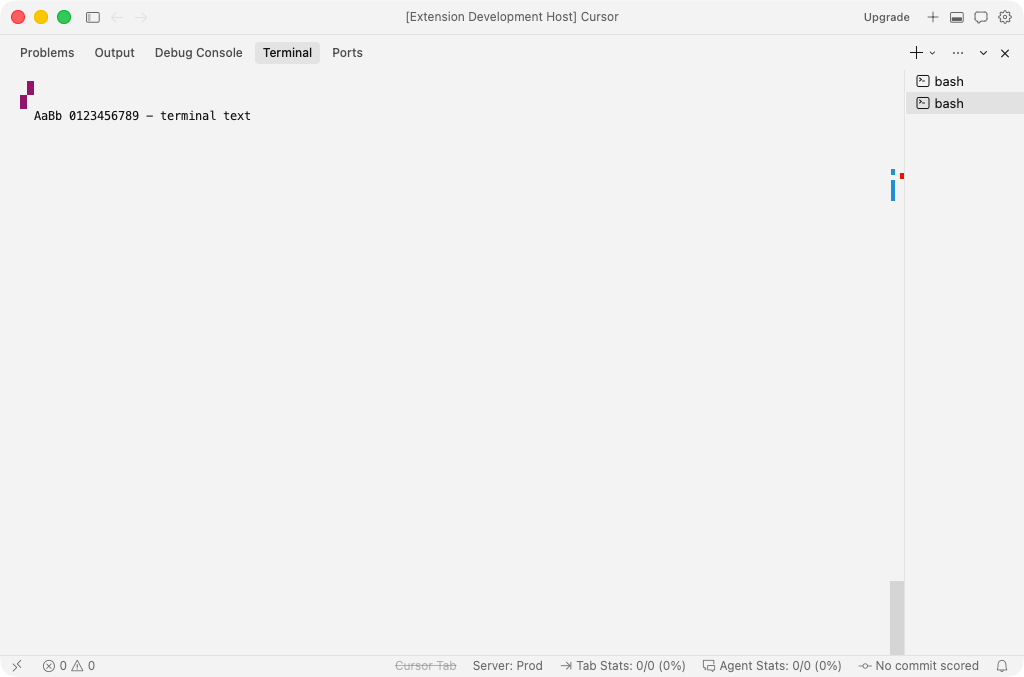 [Extension Development Host] Cursor
Upgrade
Problems
Output
Debug Console
Terminal
Ports
bash
bash
AaBb 0123456789 – terminal text
0
0
Cursor Tab
Server: Prod
Tab Stats: 0/0 (0%)
Agent Stats: 0/0 (0%)
No commit scored